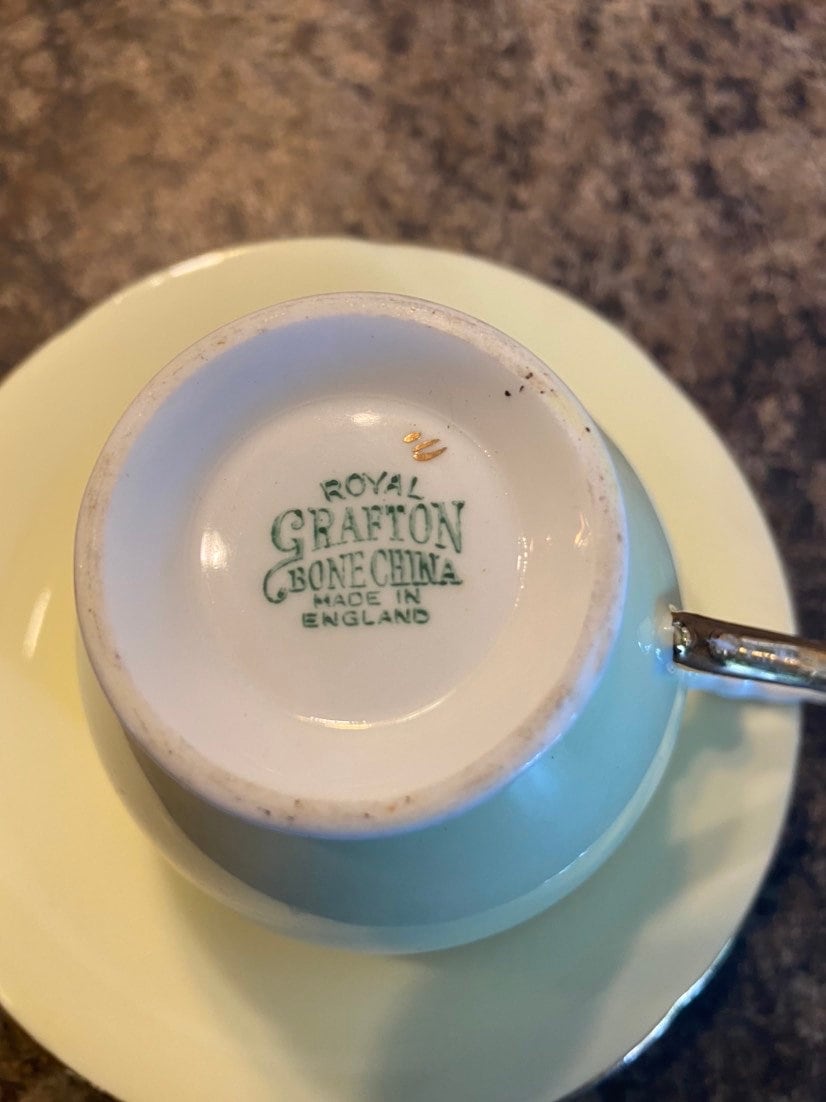 ROYAL
GRAFTON
BONE CHINA
MADE IN
ENGLAND